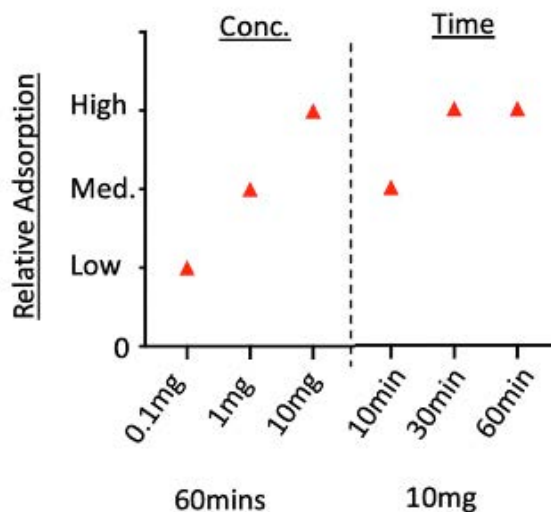 Conc.
Time
Relative Adsorption
High
Med.
Low
0
0.1mg
1mg
10mg
10min
30min
60min
60mins
10mg